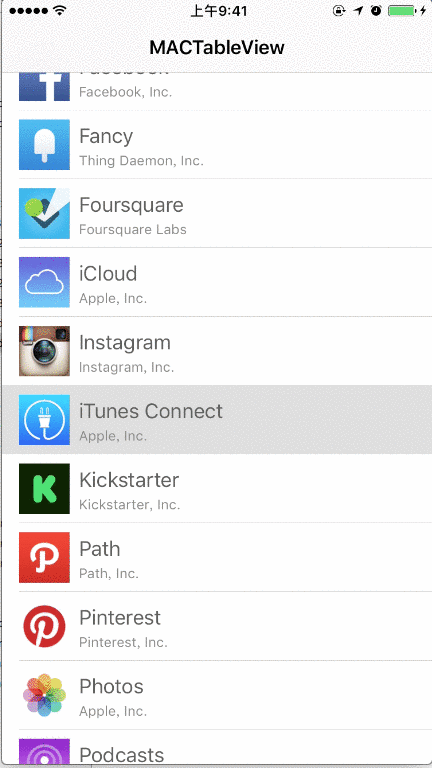 上午9:41
MACTableView
Facebook
Facebook, Inc.
Fancy
Thing Daemon, Inc.
Foursquare
Foursquare Labs
iCloud
Apple, Inc.
Instagram
Instagram, Inc.
iTunes Connect
Apple, Inc.
Kickstarter
Kickstarter, Inc.
Path
Path, Inc.
Pinterest
Pinterest, Inc.
Photos
Apple, Inc.
Podcasts